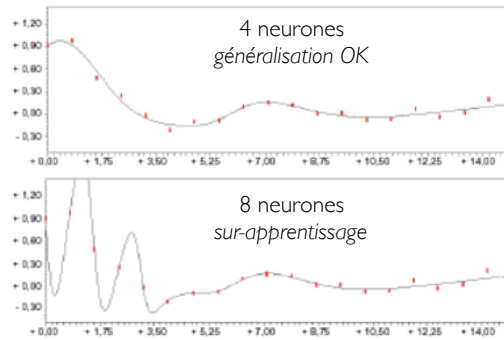 4 neurones
généralisation OK
+ 1,20
+ 0,90
+ 0,60
+ 0,30
+ 0,00
- 0,30
+ 0,00 + 1,75 + 3,50 + 5,25 + 7,00 + 8,75 + 10,50 + 12,25 + 14,00
8 neurones
sur-apprentissage
+ 1,20
+ 0,90
+ 0,60
+ 0,30
+ 0,00
- 0,30
+ 0,00 + 1,75 + 3,50 + 5,25 + 7,00 + 8,75 + 10,50 + 12,25 + 14,00